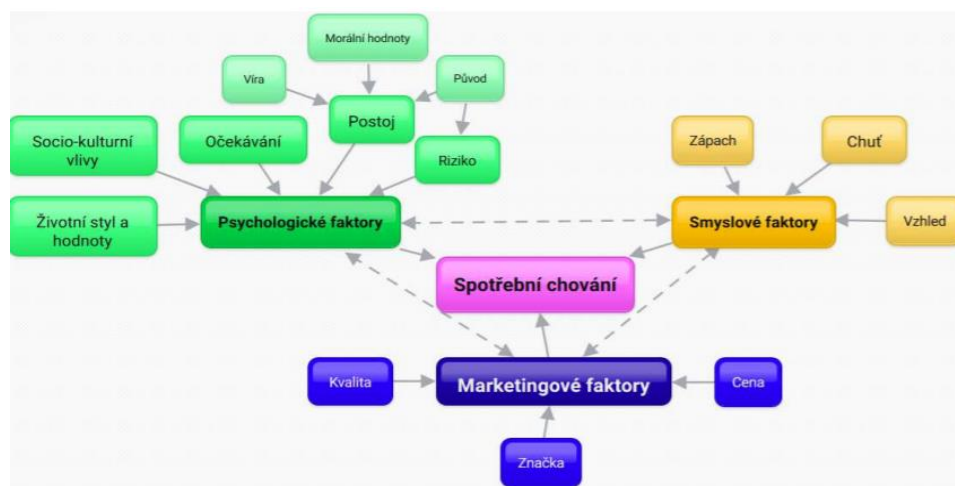 Morální hodnoty
Víra
Původ
Postoj
Socio-kulturní
vlivy
Očekávání
Riziko
Zápach
Chuť
Životní styl a
hodnoty
Psychologické faktory
Smyslové faktory
Vzhled
Spotřební chování
Kvalita
Marketingové faktory
Cena
Značka